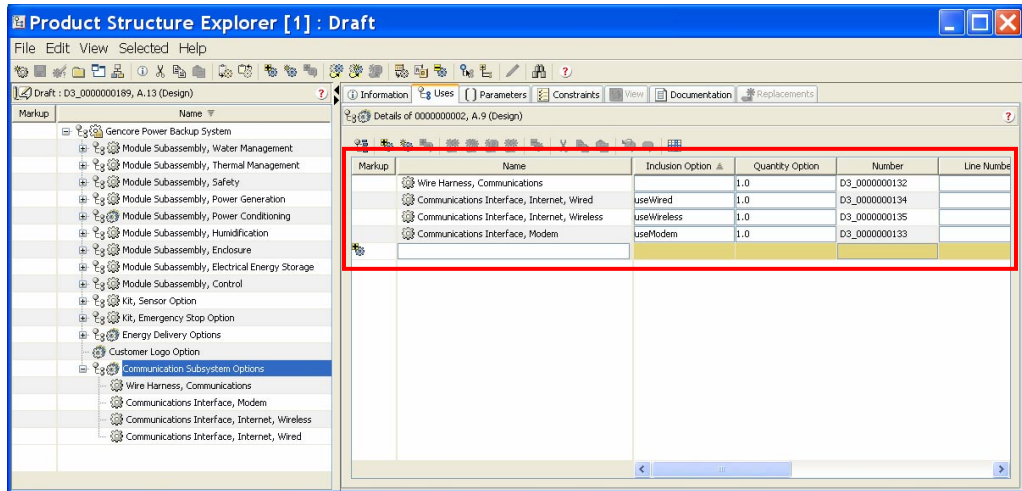 Product Structure Explorer [1] : Draft
File Edit View Selected Help
Draft : D3_0000000189, A.13 (Design)
Markup Name
Gencore Power Backup System
Module Subassembly, Water Management
Module Subassembly, Thermal Management
Module Subassembly, Safety
Module Subassembly, Power Generation
Module Subassembly, Power Conditioning
Module Subassembly, Humidification
Module Subassembly, Enclosure
Module Subassembly, Electrical Energy Storage
Module Subassembly, Control
Kit, Sensor Option
Kit, Emergency Stop Option
Energy Delivery Options
Customer Logo Option
Communication Subsystem Options
Wire Harness, Communications
Communications Interface, Modem
Communications Interface, Internet, Wireless
Communications Interface, Internet, Wired
Information Uses Parameters Constraints View Documentation Replacements
Details of 0000000002, A.9 (Design)
Markup Name Inclusion Option Quantity Option Number Line Numbe
Wire Harness, Communications 1.0 D3_0000000132
Communications Interface, Internet, Wired useWired 1.0 D3_0000000134
Communications Interface, Internet, Wireless useWireless 1.0 D3_0000000135
Communications Interface, Modem useModem 1.0 D3_0000000133